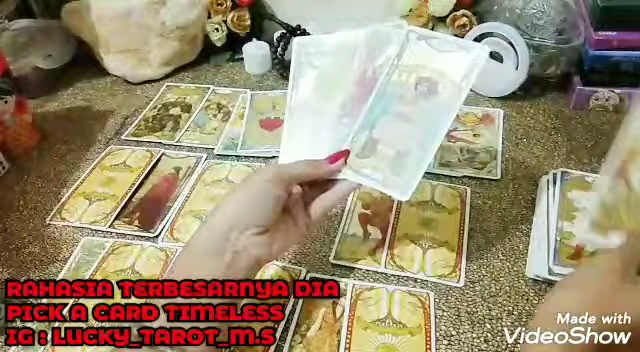 RAHASIA TERBESARNYA DIA
PICK A CARD TIMELESS
IG : LUCKY_TAROT_M.S
Made with
VideoShow